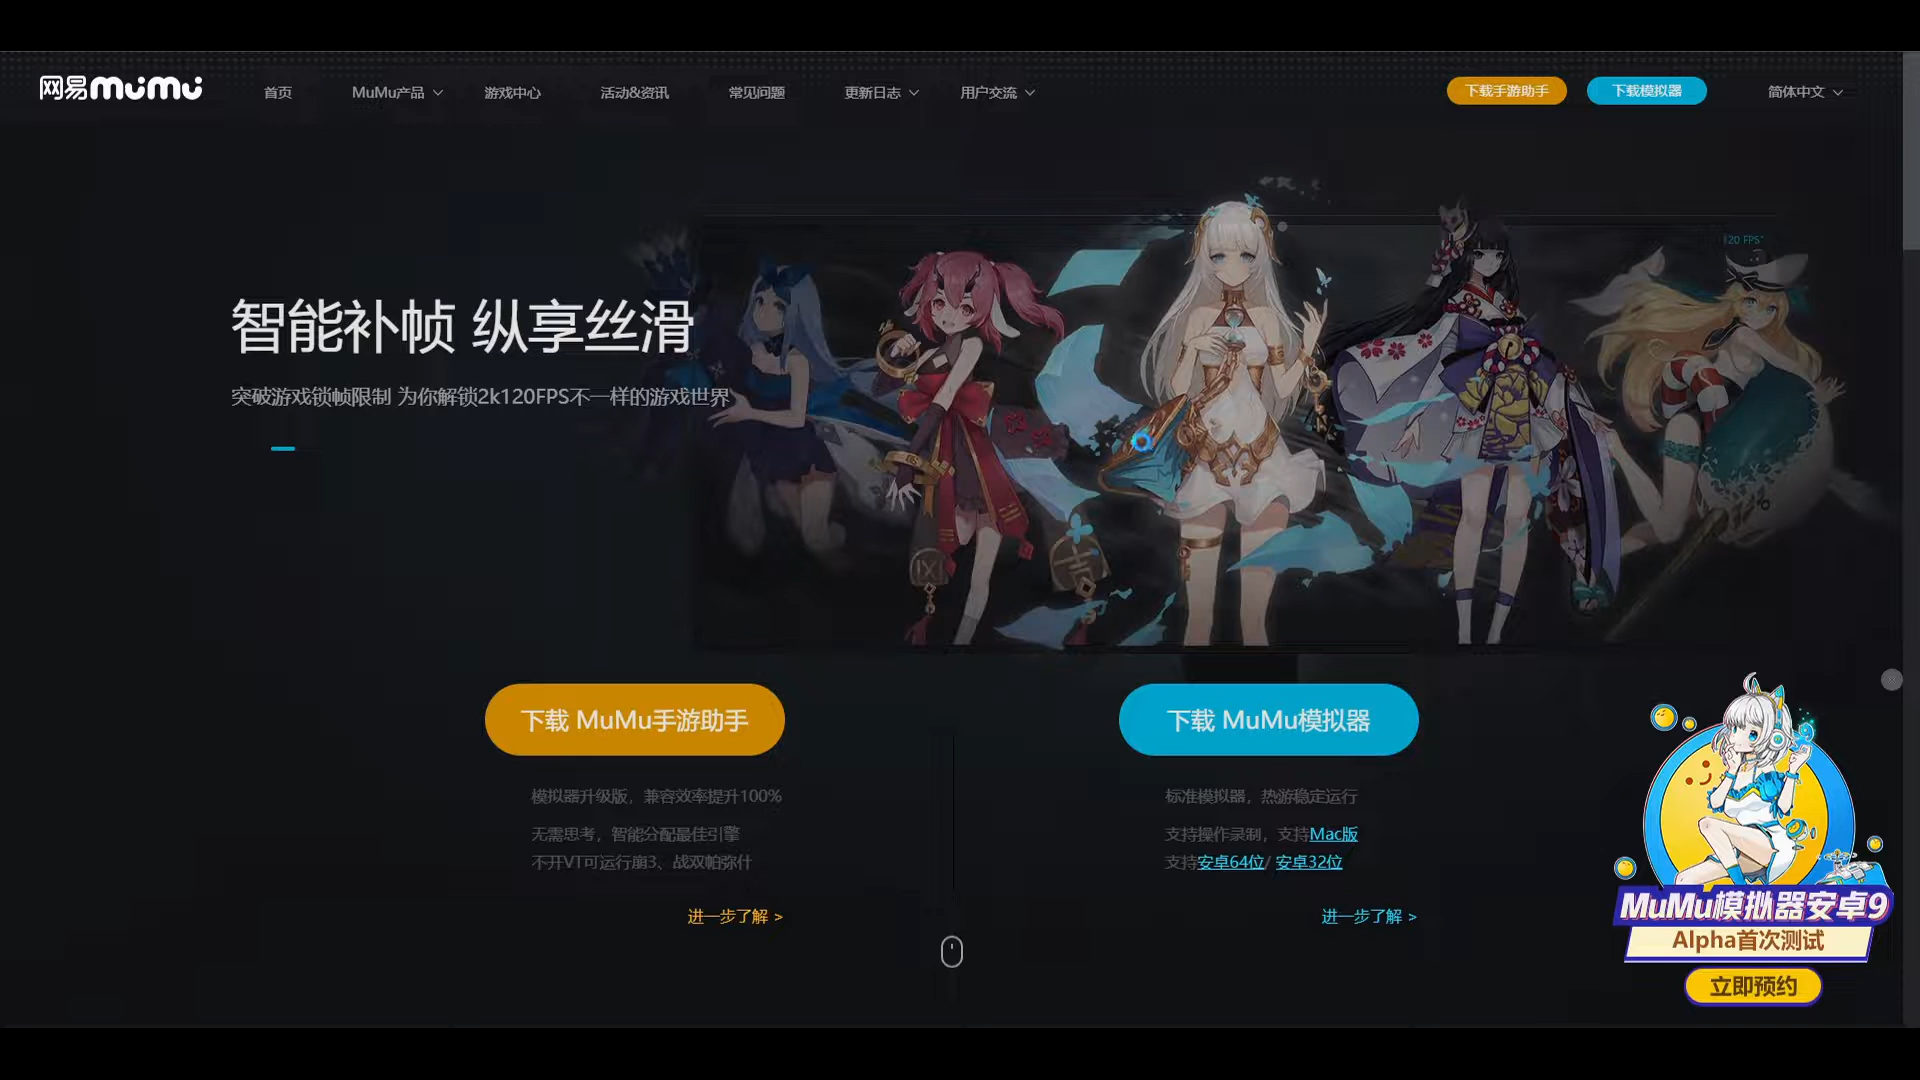 网易MuMu
首页
MuMu产品
游戏中心
活动&资讯
常见问题
更新日志
用户交流
下载手游助手
下载模拟器
简体中文
智能补帧 纵享丝滑
突破游戏锁帧限制 为你解锁2k120FPS不一样的游戏世界
120 FPS+
吉
下载 MuMu手游助手
模拟器升级版，兼容效率提升100%
无需思考，智能分配最佳引擎
不开VT可运行崩3、战双帕弥什
进一步了解 >
下载 MuMu模拟器
标准模拟器，热游稳定运行
支持操作录制，支持Mac版
支持安卓64位/ 安卓32位
进一步了解 >
MuMu模拟器安卓9
Alpha首次测试
立即预约